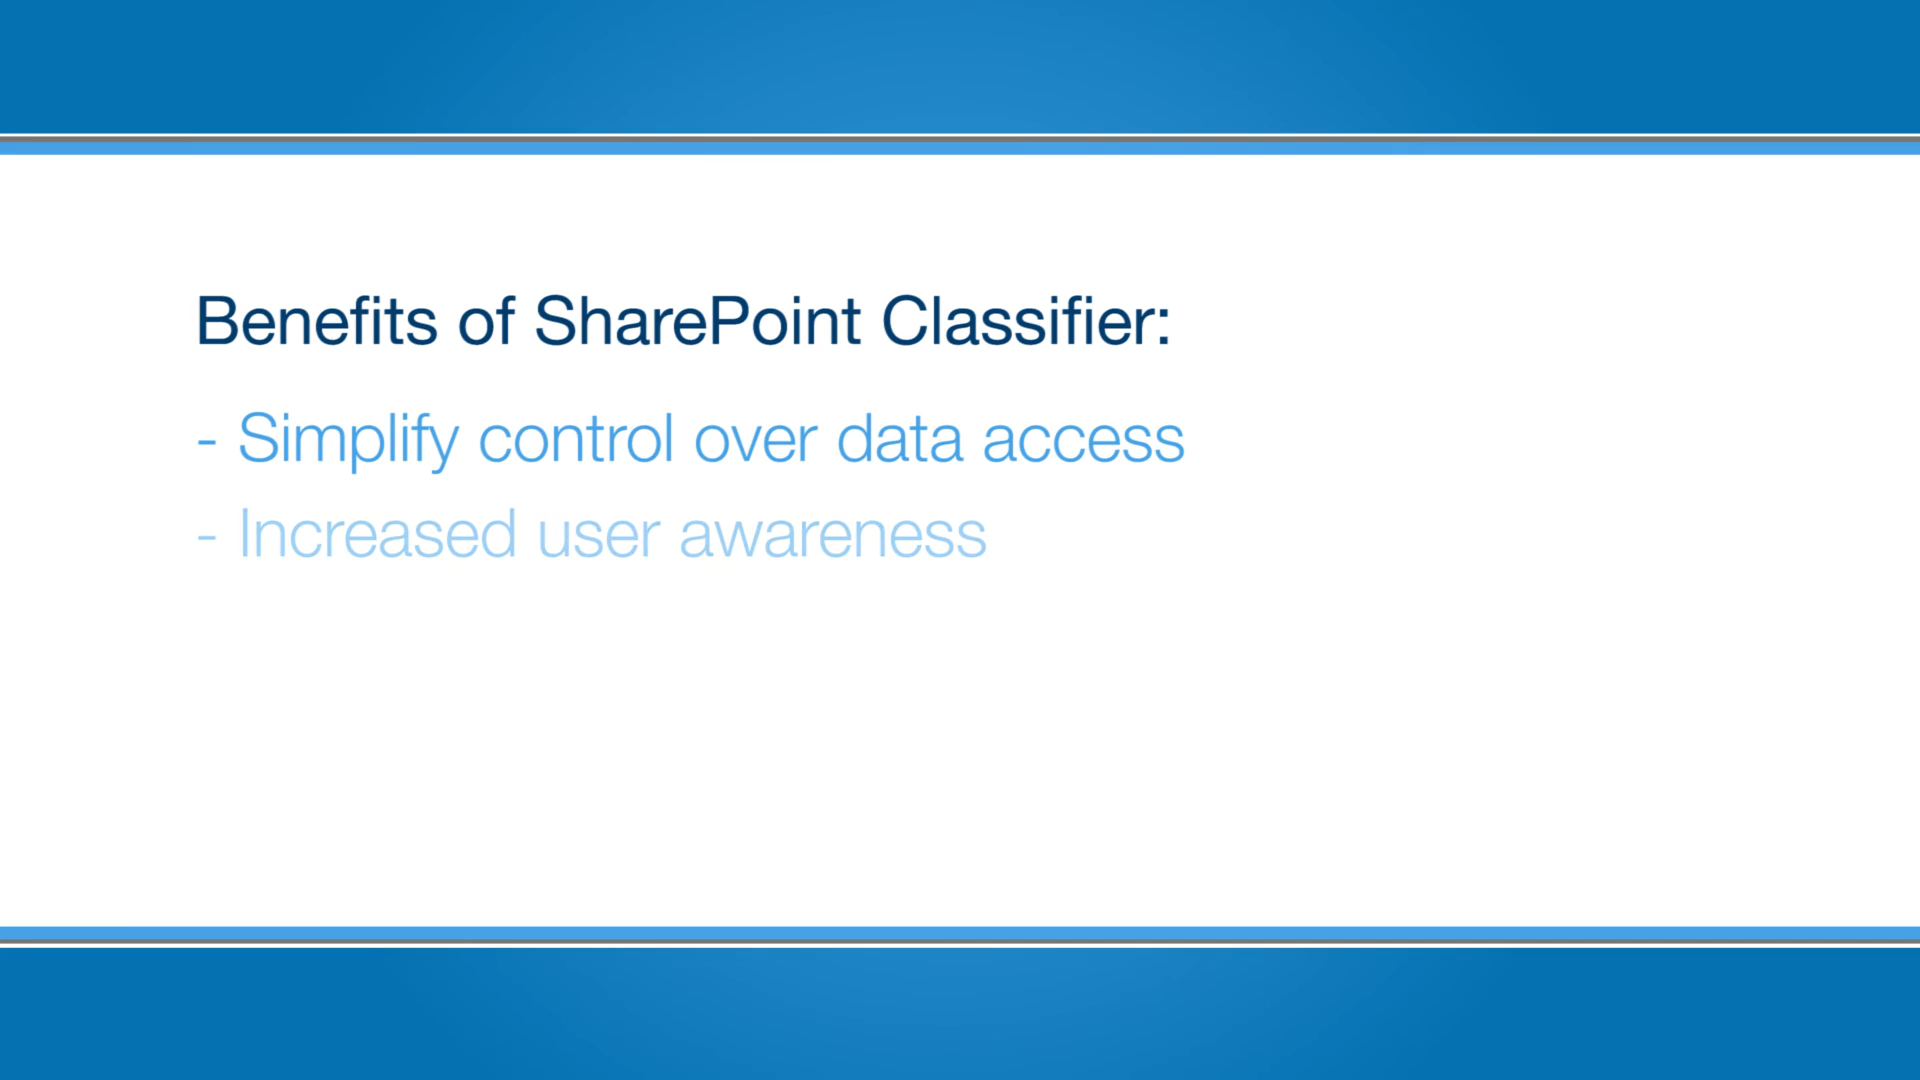 Benefits of SharePoint Classifier:
- Simplify control over data access
- Increased user awareness